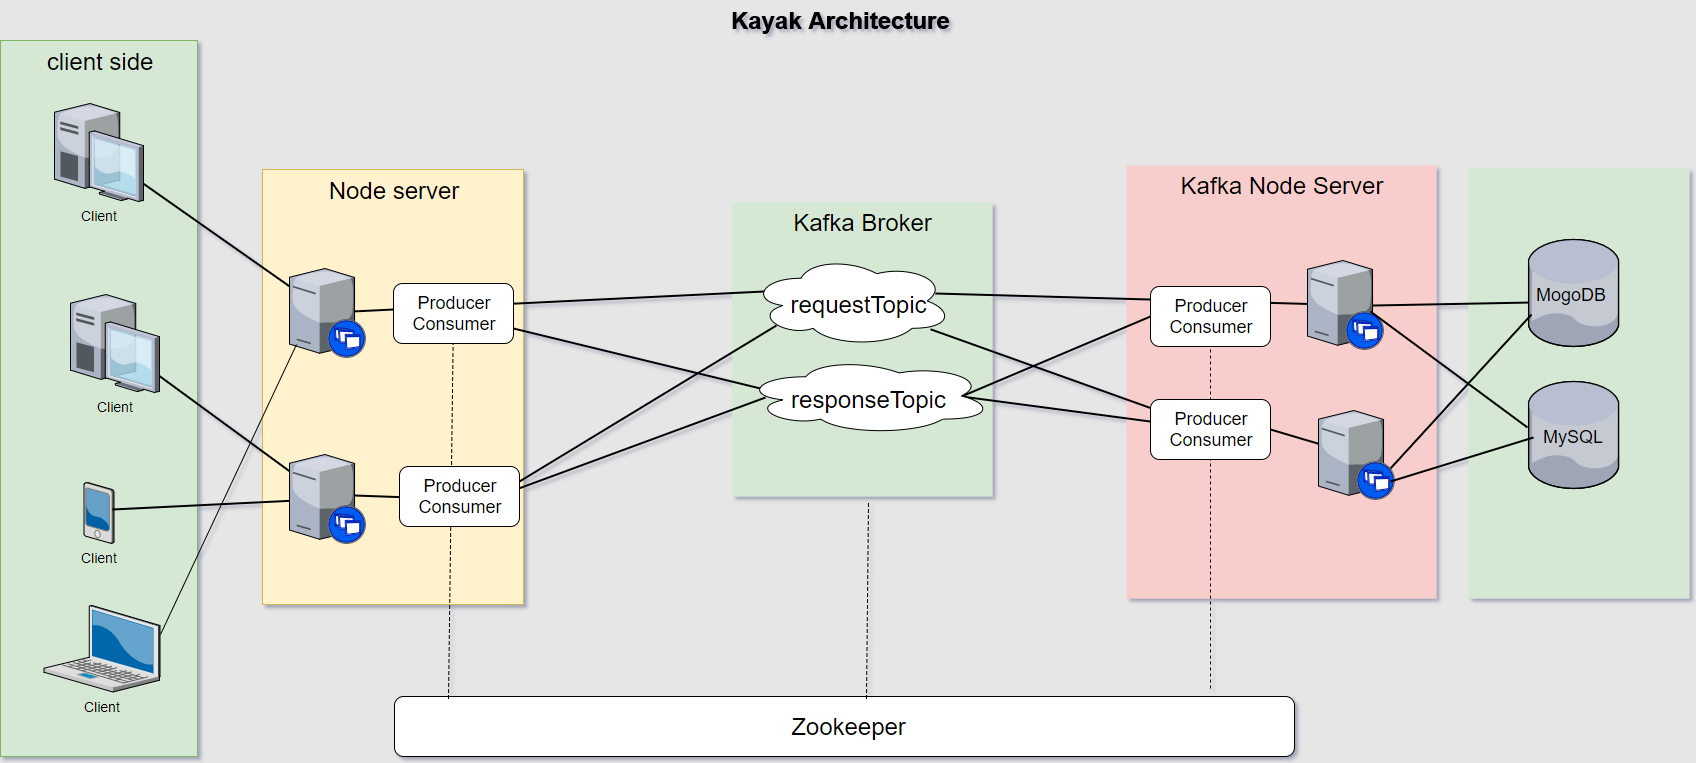 Kayak Architecture
client side
Client
Client
Client
Client
Node server
Producer
Consumer
Producer
Consumer
Kafka Broker
requestTopic
responseTopic
Kafka Node Server
Producer
Consumer
Producer
Consumer
MogoDB
MySQL
Zookeeper